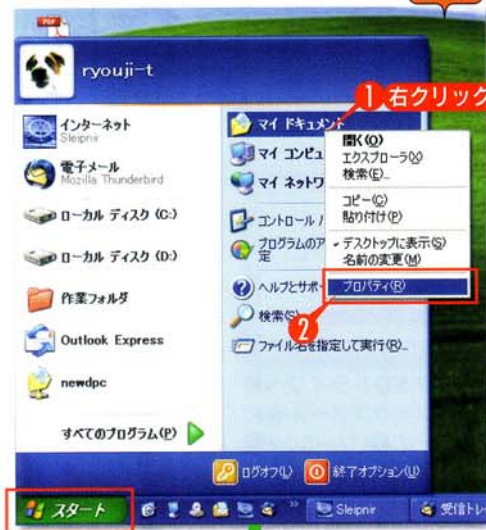 PDF
ryouji-t
インターネット
Sleipnir
電子メール
Mozilla Thunderbird
ローカル ディスク (C:)
ローカル ディスク (D:)
作業フォルダ
Outlook Express
newdpc
すべてのプログラム(P)
1 右クリック
マイ ドキュメント
マイ コンピュ
マイ ネットワ
コントロール
プログラムのア
定
ヘルプとサポ
検索(S)
ファイル名を指定して実行(R)...
開く(O)
エクスプローラ(X)
検索(E)...
コピー(C)
貼り付け(P)
デスクトップに表示(S)
名前の変更(M)
プロパティ(R)
2
ログオフ(L)
終了オプション(U)
スタート
Sleipnir
受信トレ